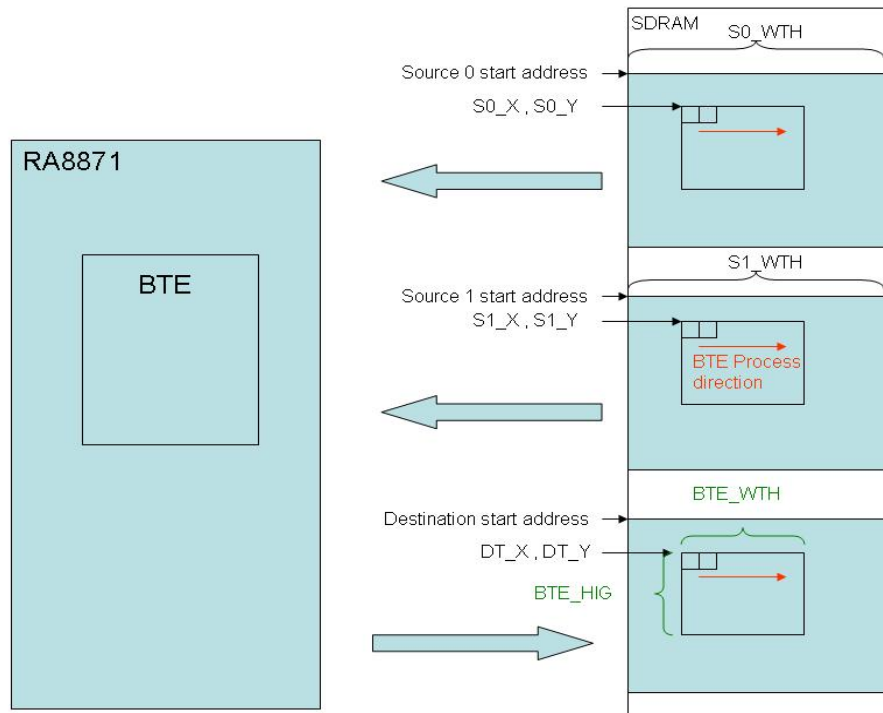 SDRAM
S0_WTH
Source 0 start address
S0_X , S0_Y
RA8871
BTE
S1_WTH
Source 1 start address
S1_X , S1_Y
BTE Process
direction
BTE_WTH
Destination start address
DT_X , DT_Y
BTE_HIG